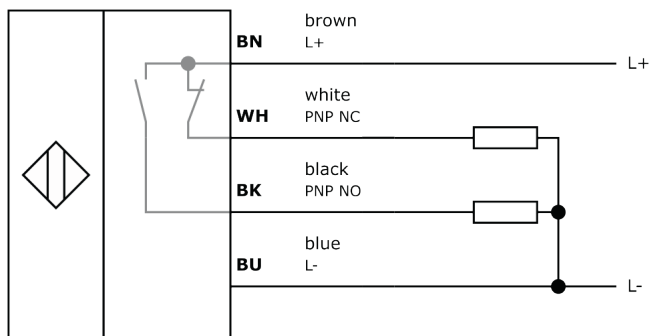 brown
BN L+
L+
white
WH PNP NC
black
BK PNP NO
blue
BU L-
L-